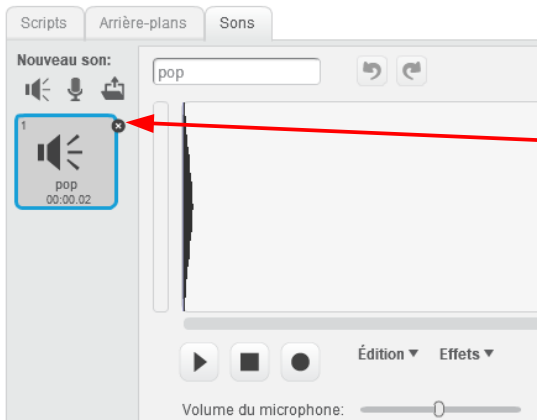 Scripts Arrière-plans Sons
Nouveau son:
pop
1
pop
00:00.02
Édition ▼ Effets ▼
Volume du microphone: